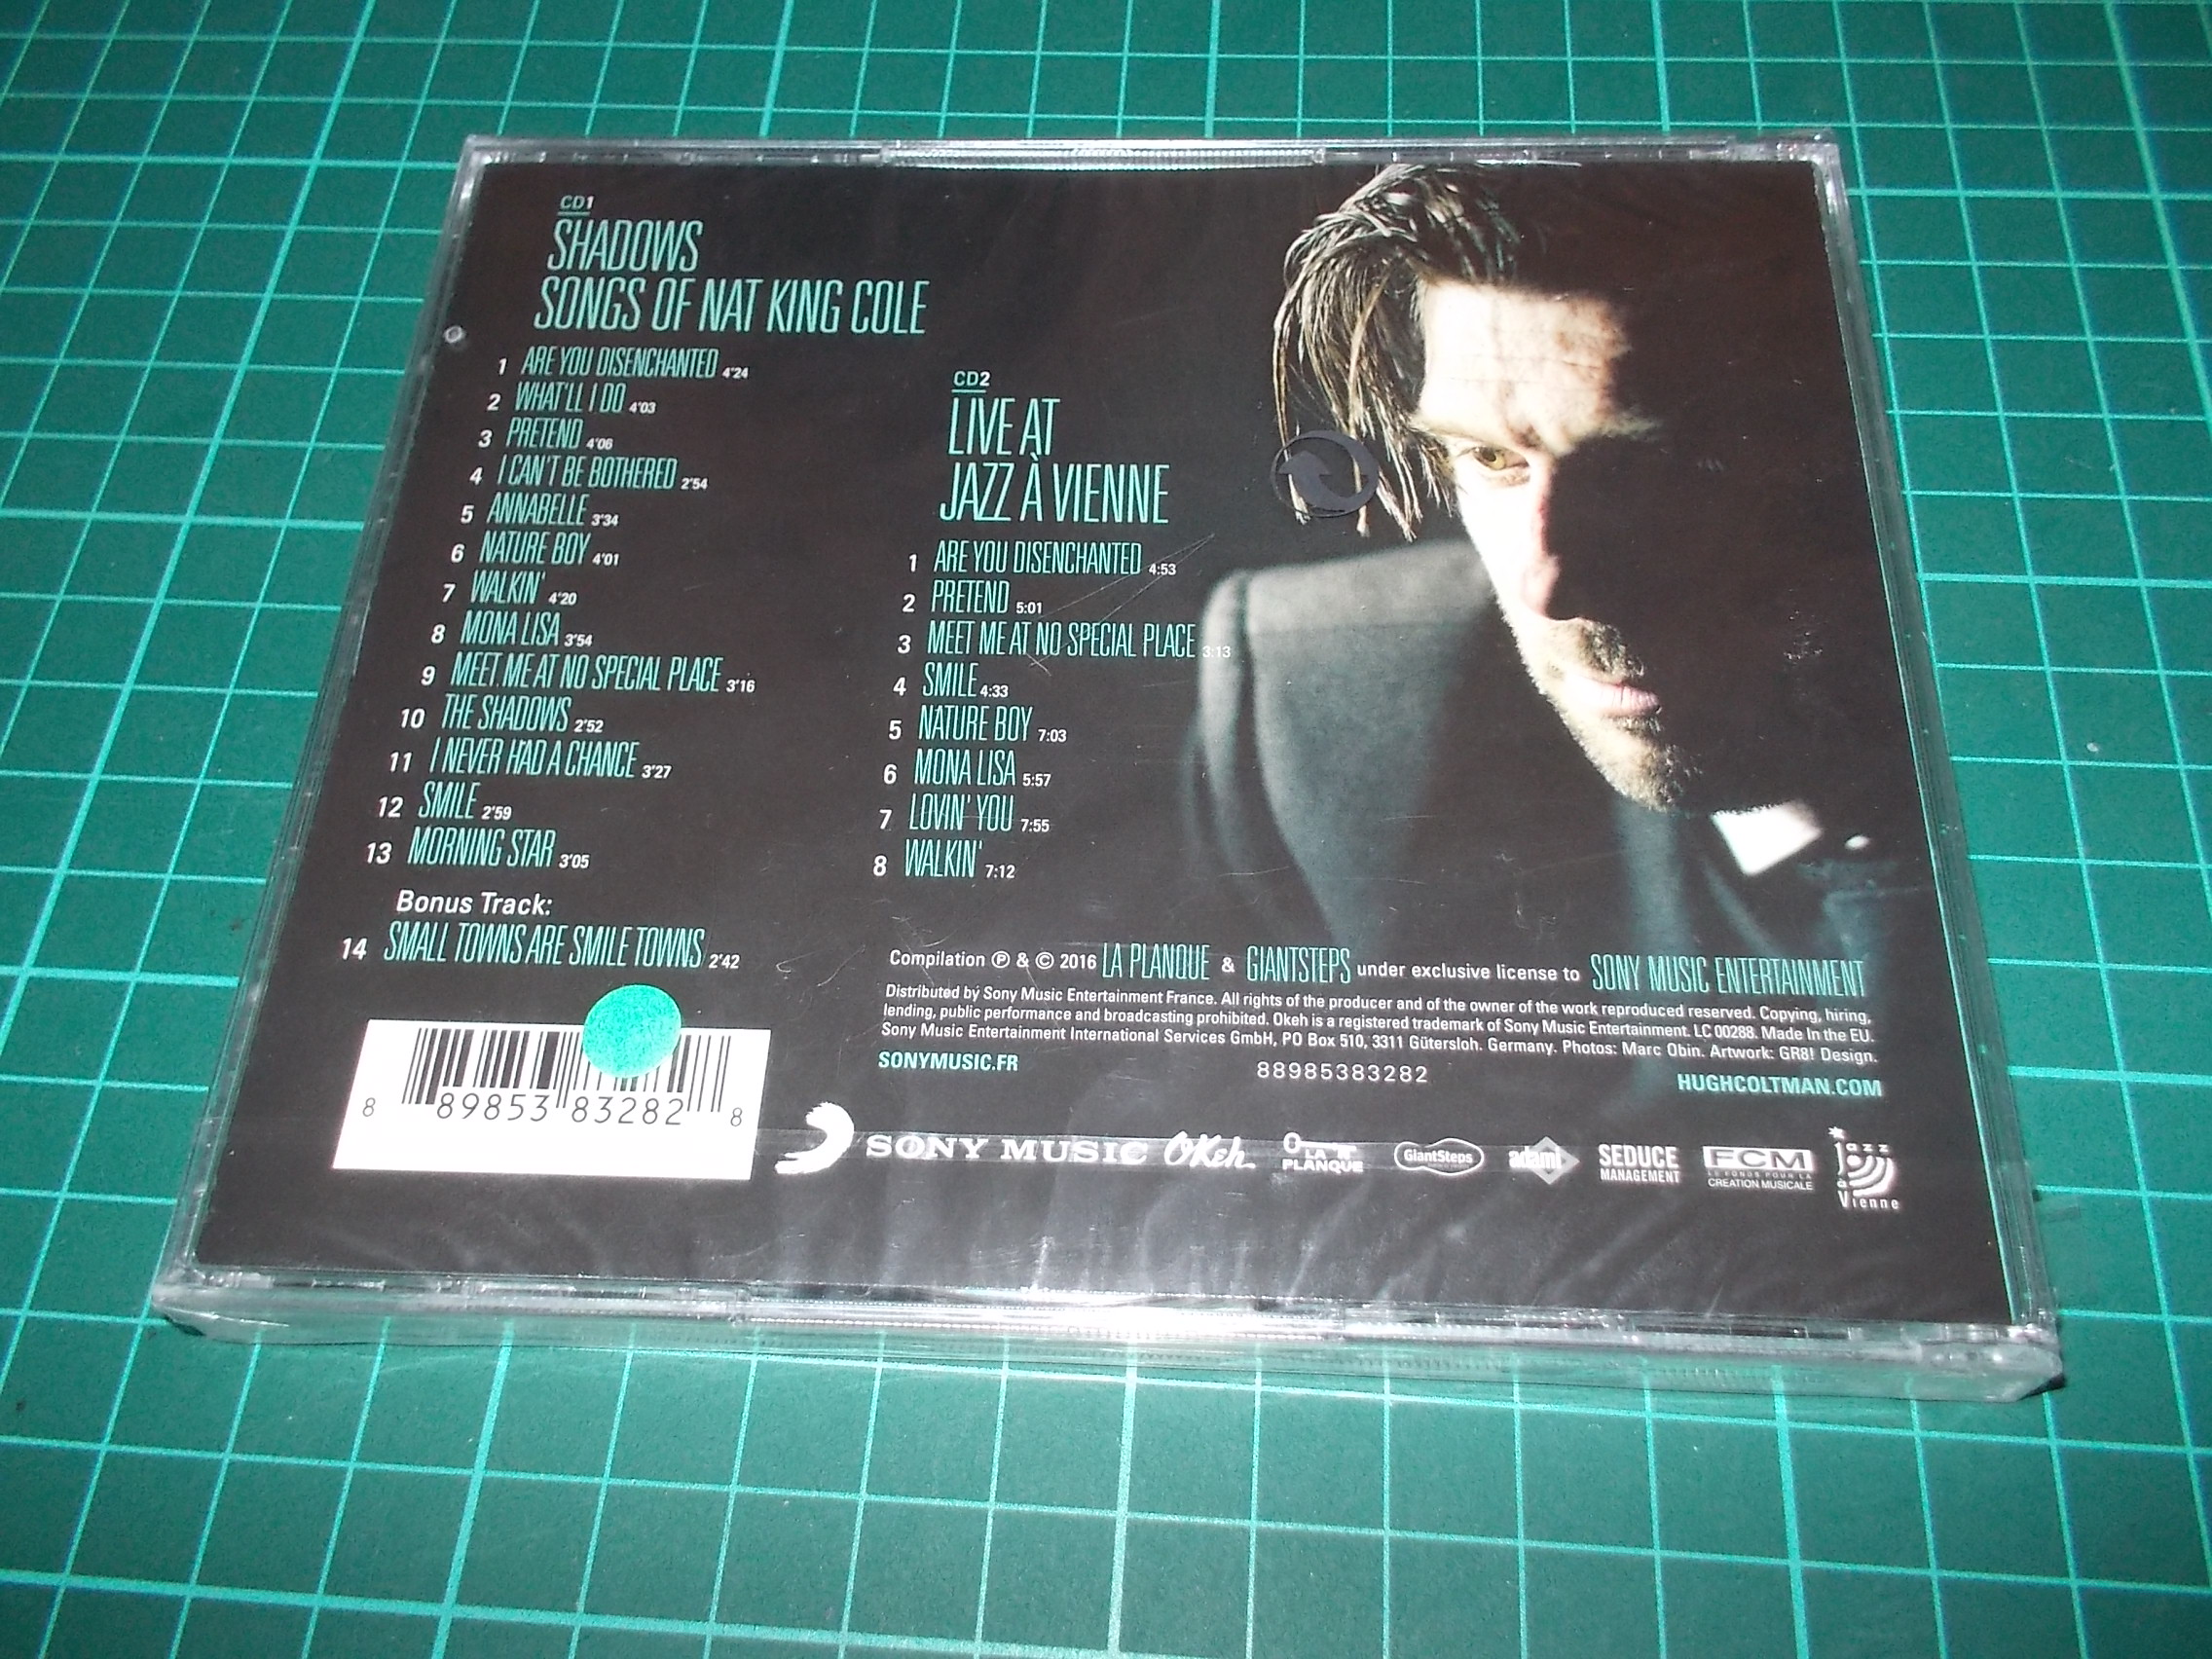 CD1
SHADOWS
SONGS OF NAT KING COLE
1 ARE YOU DISENCHANTED 4'24
2 WHAT'LL I DO 4'03
3 PRETEND 4'06
4 I CAN'T BE BOTHERED 2'54
5 ANNABELLE 3'34
6 NATURE BOY 4'01
7 WALKIN' 4'20
8 MONA LISA 3'54
9 MEET ME AT NO SPECIAL PLACE 3'16
10 THE SHADOWS 2'52
11 I NEVER HAD A CHANCE 3'27
12 SMILE 2'59
13 MORNING STAR 3'05
Bonus Track:
14 SMALL TOWNS ARE SMILE TOWNS 2'42
CD2
LIVE AT
JAZZ À VIENNE
1 ARE YOU DISENCHANTED 4:53
2 PRETEND 5:01
3 MEET ME AT NO SPECIAL PLACE 3:13
4 SMILE 4:33
5 NATURE BOY 7:03
6 MONA LISA 5:57
7 LOVIN' YOU 7:55
8 WALKIN' 7:12
Compilation ℗ & © 2016 LA PLANQUE & GIANTSTEPS under exclusive license to SONY MUSIC ENTERTAINMENT
Distributed by Sony Music Entertainment France. All rights of the producer and of the owner of the work reproduced reserved. Copying, hiring,
lending, public performance and broadcasting prohibited. Okeh is a registered trademark of Sony Music Entertainment. LC 00288. Made In the EU.
Sony Music Entertainment International Services GmbH, PO Box 510, 3311 Gütersloh. Germany. Photos: Marc Obin. Artwork: GR8! Design.
SONYMUSIC.FR 88985383282 HUGHCOLTMAN.COM
8 89853 83282 8
SONY MUSIC
OKeh
LA
PLANQUE
GiantSteps
adami
SEDUCE
MANAGEMENT
FCM
LE FONDS POUR LA
CREATION MUSICALE
jazz
à
Vienne